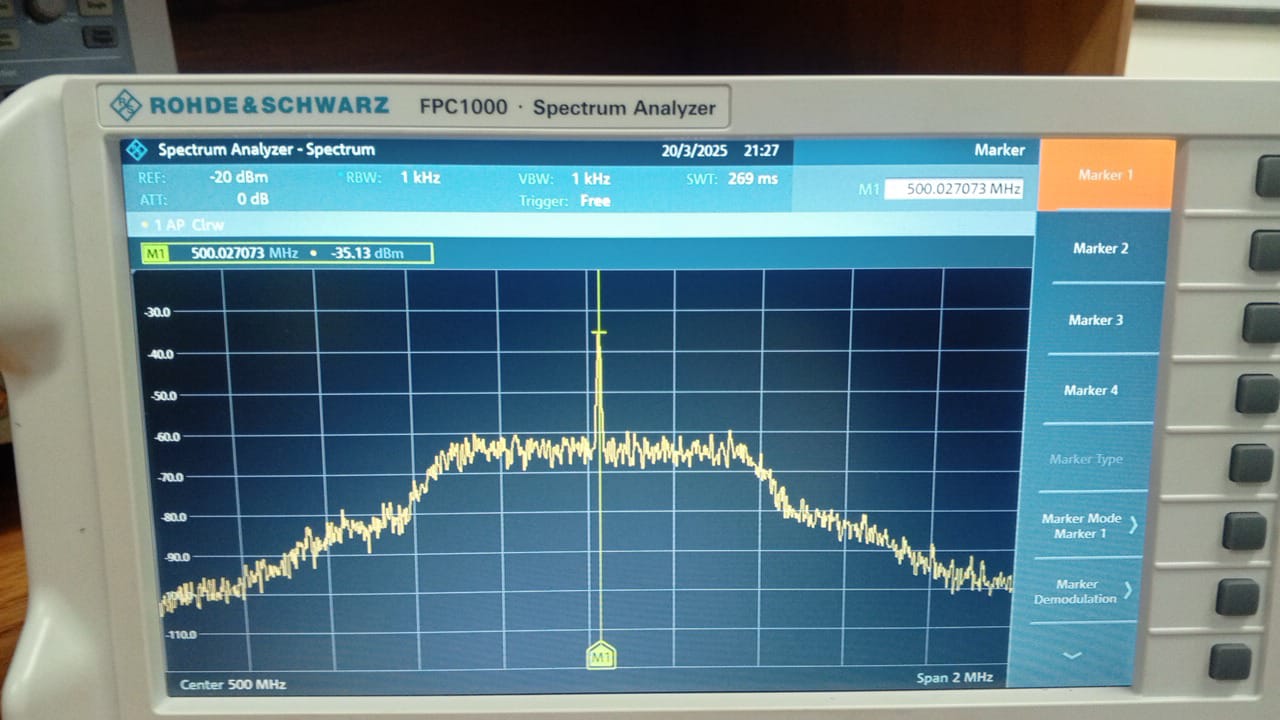 ROHDE&SCHWARZ FPC1000 · Spectrum Analyzer
Spectrum Analyzer - Spectrum 20/3/2025 21:27 Marker
REF: -20 dBm RBW: 1 kHz VBW: 1 kHz SWT: 269 ms
ATT: 0 dB Trigger: Free
M1 500.027073 MHz
1 AP Clrw
M1 500.027073 MHz • -35.13 dBm
-30.0
-40.0
-50.0
-60.0
-70.0
-80.0
-90.0
-110.0
M1
Center 500 MHz Span 2 MHz
Marker 1
Marker 2
Marker 3
Marker 4
Marker Type
Marker Mode
Marker 1
Marker
Demodulation